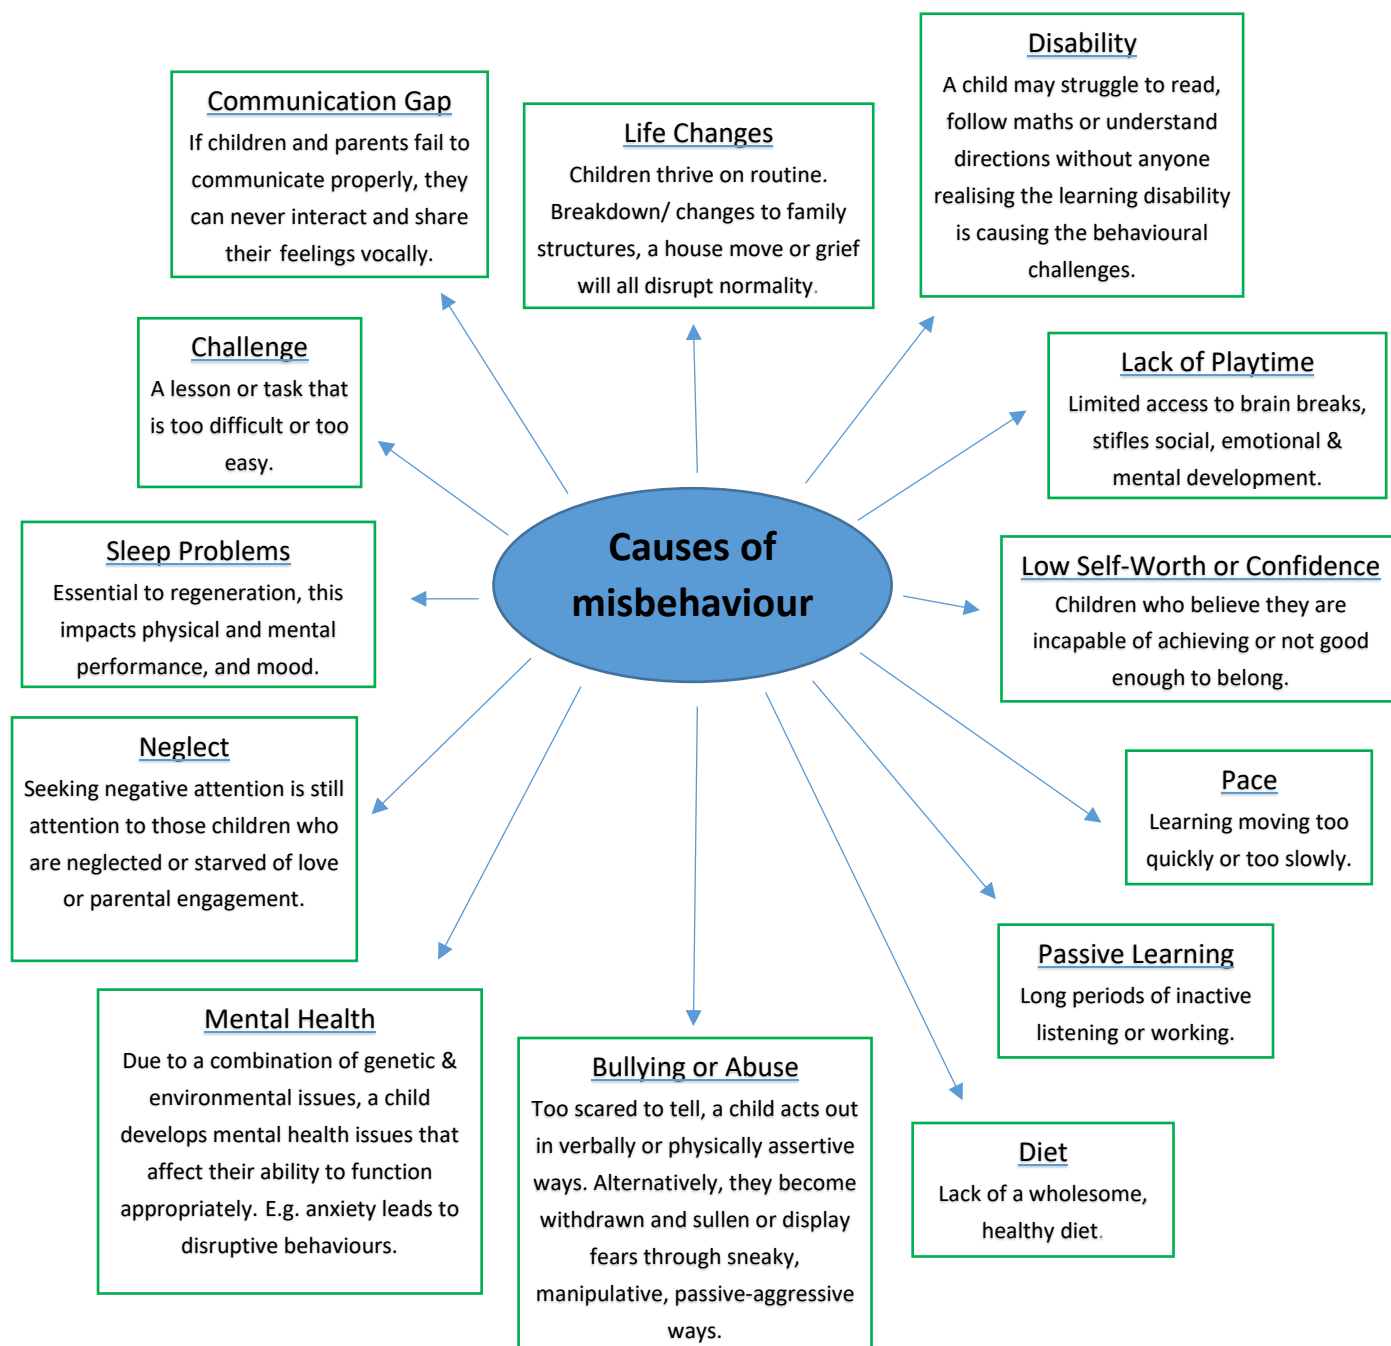 Disability
A child may struggle to read,
follow maths or understand
directions without anyone
realising the learning disability
is causing the behavioural
challenges.
Communication Gap
If children and parents fail to
communicate properly, they
can never interact and share
their feelings vocally.
Life Changes
Children thrive on routine.
Breakdown/ changes to family
structures, a house move or grief
will all disrupt normality.
Challenge
A lesson or task that
is too difficult or too
easy.
Lack of Playtime
Limited access to brain breaks,
stifles social, emotional &
mental development.
Causes of
misbehaviour
Sleep Problems
Essential to regeneration, this
impacts physical and mental
performance, and mood.
Low Self-Worth or Confidence
Children who believe they are
incapable of achieving or not good
enough to belong.
Neglect
Seeking negative attention is still
attention to those children who
are neglected or starved of love
or parental engagement.
Pace
Learning moving too
quickly or too slowly.
Passive Learning
Long periods of inactive
listening or working.
Mental Health
Due to a combination of genetic &
environmental issues, a child
develops mental health issues that
affect their ability to function
appropriately. E.g. anxiety leads to
disruptive behaviours.
Bullying or Abuse
Too scared to tell, a child acts out
in verbally or physically assertive
ways. Alternatively, they become
withdrawn and sullen or display
fears through sneaky,
manipulative, passive-aggressive
ways.
Diet
Lack of a wholesome,
healthy diet.